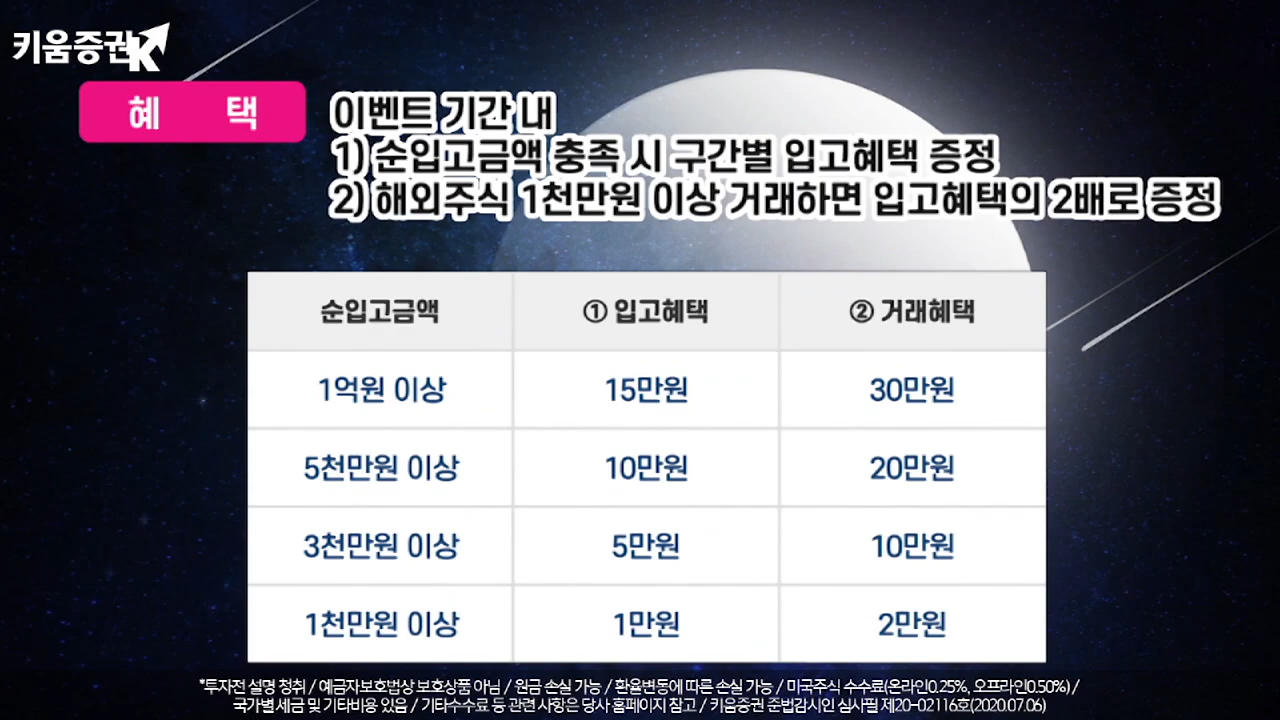 키움증권K
혜 택
이벤트 기간 내
1) 순입고금액 충족 시 구간별 입고혜택 증정
2) 해외주식 1천만원 이상 거래하면 입고혜택의 2배로 증정
순입고금액 ① 입고혜택 ② 거래혜택
1억원 이상 15만원 30만원
5천만원 이상 10만원 20만원
3천만원 이상 5만원 10만원
1천만원 이상 1만원 2만원
*투자전 설명 청취 / 예금자보호법상 보호상품 아님 / 원금 손실 가능 / 환율변동에 따른 손실 가능 / 미국주식 수수료(온라인0.25%, 오프라인0.50%) /
국가별 세금 및 기타비용 있음 / 기타수수료 등 관련 사항은 당사 홈페이지 참고 / 키움증권 준법감시인 심사필 제20-02116호(2020.07.06)